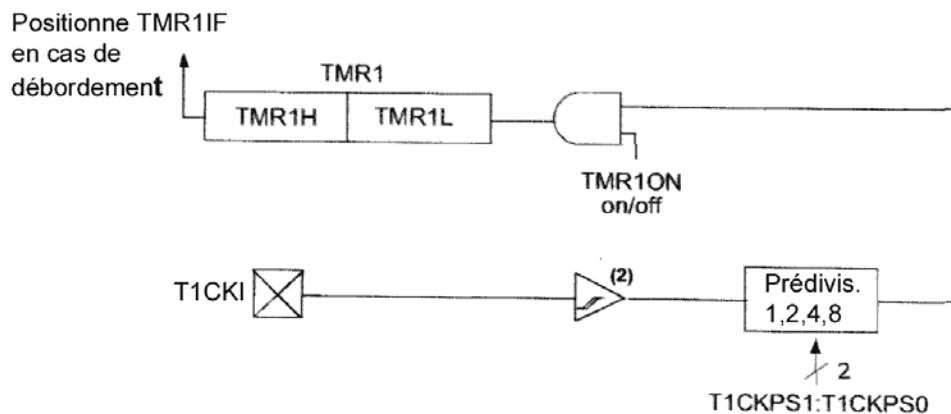 Positionne TMR1IF
en cas de
débordement
TMR1
TMR1H
TMR1L
TMR1ON
on/off
T1CKI
(2)
Prédivis.
1,2,4,8
2
T1CKPS1:T1CKPS0